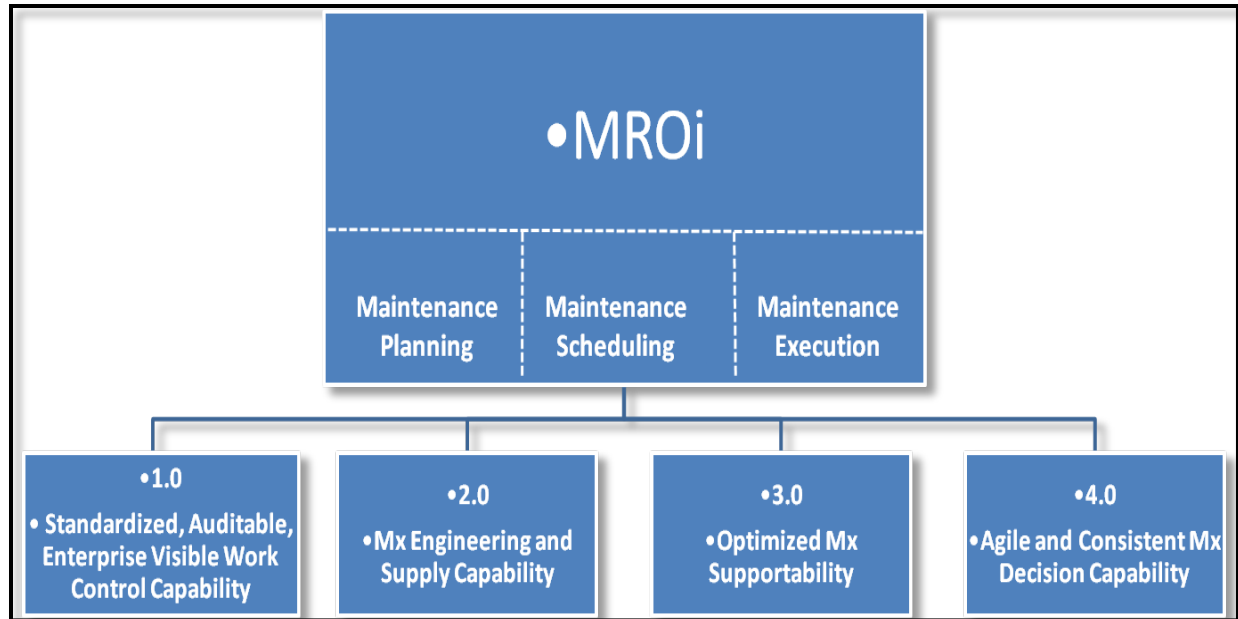 •MROi
Maintenance
Planning
Maintenance
Scheduling
Maintenance
Execution
•1.0
• Standardized, Auditable,
Enterprise Visible Work
Control Capability
•2.0
•Mx Engineering and
Supply Capability
•3.0
•Optimized Mx
Supportability
•4.0
•Agile and Consistent Mx
Decision Capability